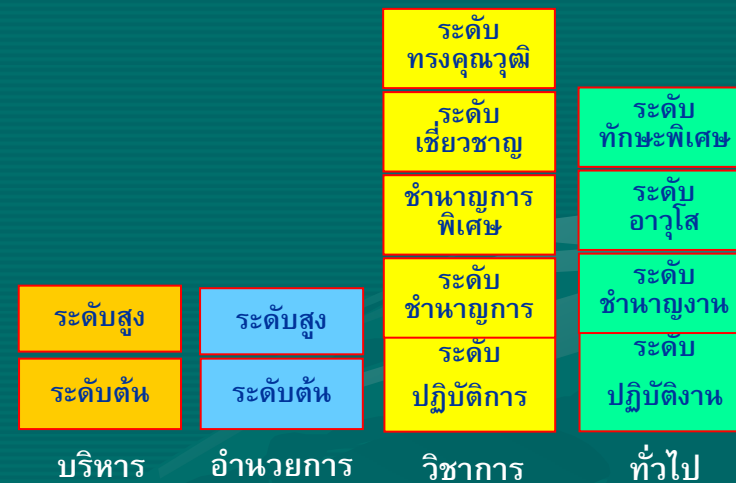 ระดับ
ทรงคุณวุฒิ
ระดับ
เชี่ยวชาญ
ชำนาญการ
พิเศษ
ระดับ
ชำนาญการ
ระดับ
ปฏิบัติการ
ระดับ
ทักษะพิเศษ
ระดับ
อาวุโส
ระดับ
ชำนาญงาน
ระดับ
ปฏิบัติงาน
ระดับสูง
ระดับต้น
ระดับสูง
ระดับต้น
บริหาร
อำนวยการ
วิชาการ
ทั่วไป